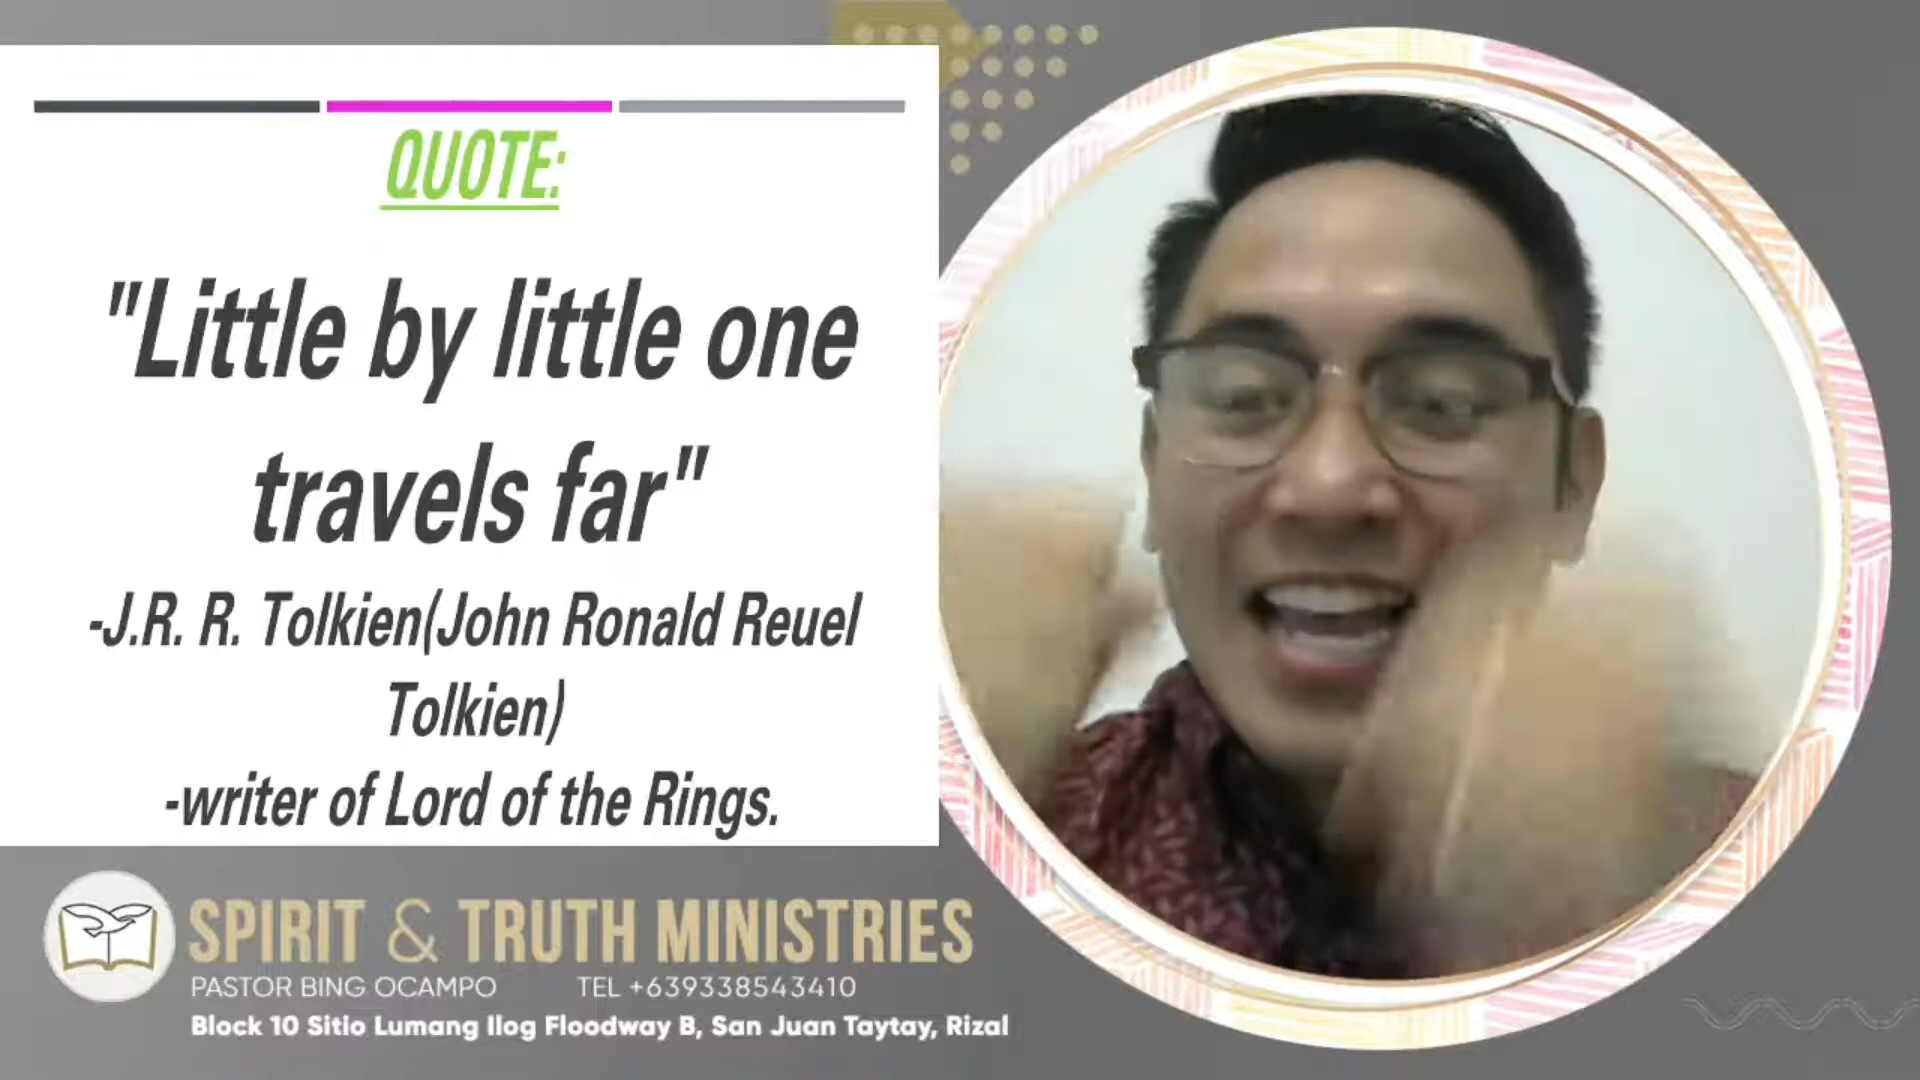 QUOTE:
"Little by little one
travels far"
-J.R. R. Tolkien(John Ronald Reuel
Tolkien)
-writer of Lord of the Rings.
SPIRIT & TRUTH MINISTRIES
PASTOR BING OCAMPO TEL +639338543410
Block 10 Sitio Lumang Ilog Floodway B, San Juan Taytay, Rizal